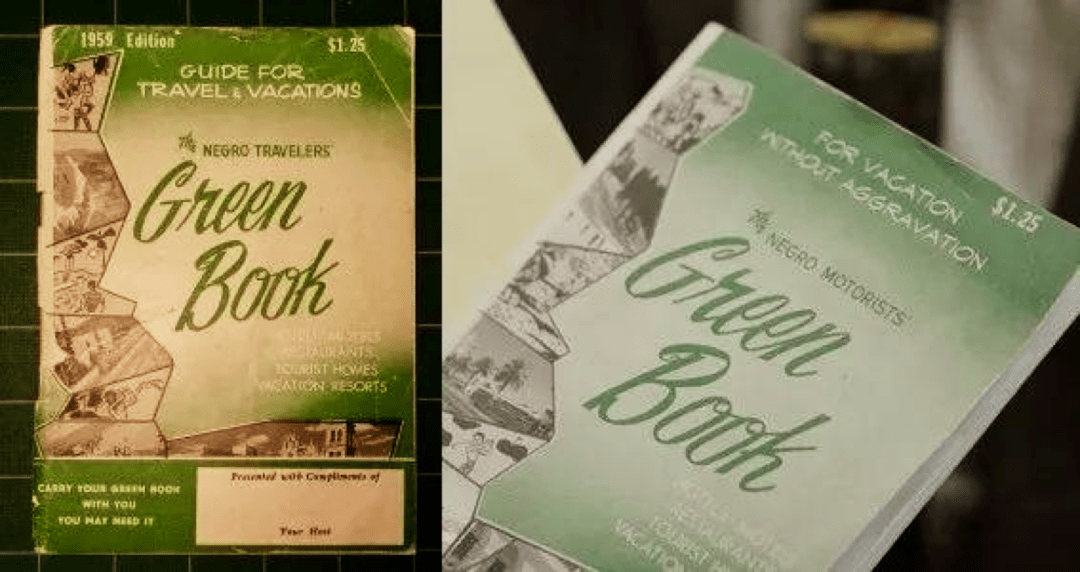 1959 Edition
$1.25
GUIDE FOR
TRAVEL & VACATIONS
The NEGRO TRAVELERS'
Green
Book
HOTELS
RESTAURANTS
TOURIST HOMES
VACATION RESORTS
CARRY YOUR GREEN BOOK
WITH YOU
YOU MAY NEED IT
Presented with Compliments of
Your Host
FOR VACATION
WITHOUT AGGRAVATION
$1.25
The NEGRO MOTORISTS'
Green
Book
HOTELS
RESTAURANTS
TOURIST
VACATION